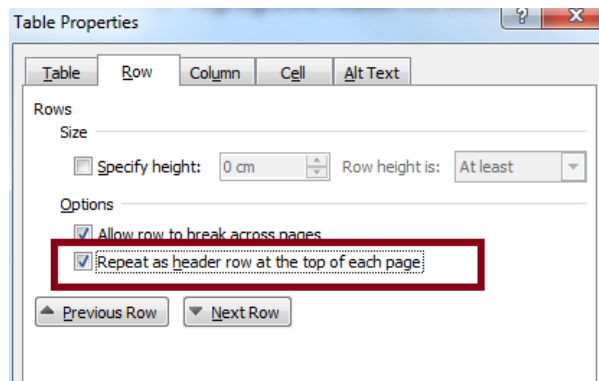 Table Properties
Table Row Column Cell Alt Text
Rows
Size
Specify height: 0 cm Row height is: At least
Options
Allow row to break across pages
Repeat as header row at the top of each page
Previous Row Next Row